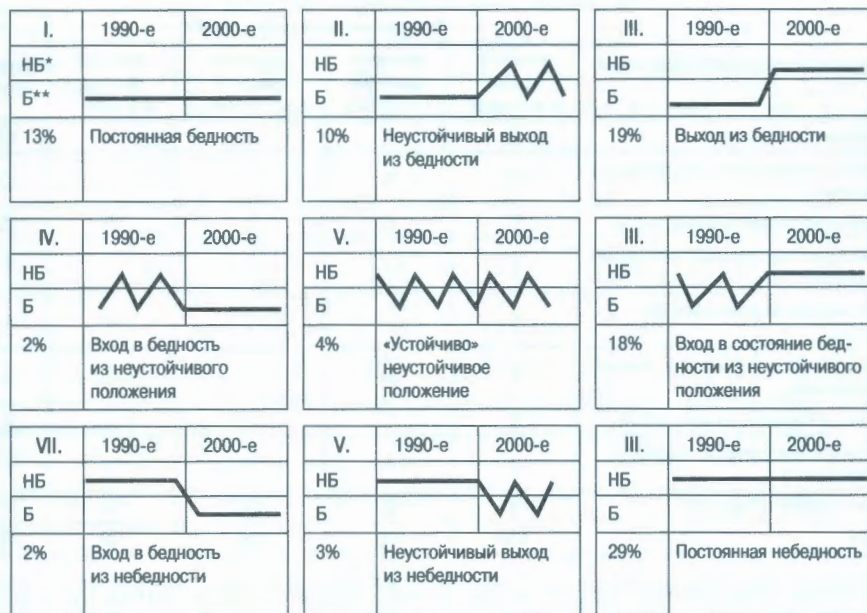 I. 1990-е 2000-е
НБ*
Б**
13% Постоянная бедность
II. 1990-е 2000-е
НБ
Б
10% Неустойчивый выход
из бедности
III. 1990-е 2000-е
НБ
Б
19% Выход из бедности
IV. 1990-е 2000-е
НБ
Б
2% Вход в бедность
из неустойчивого
положения
V. 1990-е 2000-е
НБ
Б
4% «Устойчиво»
неустойчивое
положение
III. 1990-е 2000-е
НБ
Б
18% Вход в состояние бед-
ности из неустойчивого
положения
VII. 1990-е 2000-е
НБ
Б
2% Вход в бедность
из небедности
V. 1990-е 2000-е
НБ
Б
3% Неустойчивый выход
из небедности
III. 1990-е 2000-е
НБ
Б
29% Постоянная небедность